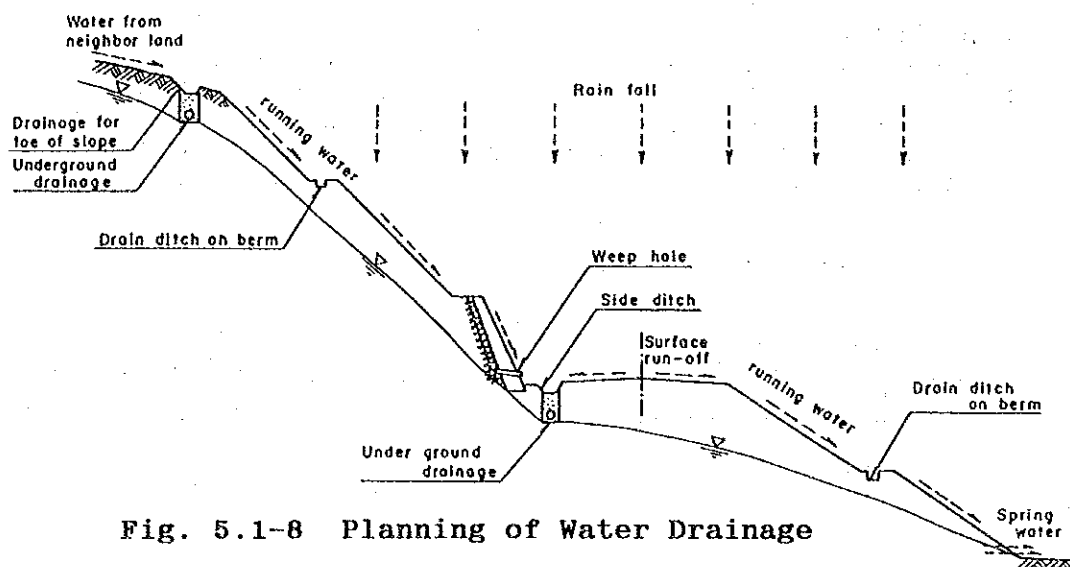 Water from
neighbor land
Rain fall
running water
Drainage for
toe of slope
Underground
drainage
Drain ditch on berm
Weep hole
Side ditch
Surface
run-off
running water
Drain ditch
on berm
Under ground
drainage
Spring
water
Fig. 5.1-8 Planning of Water Drainage